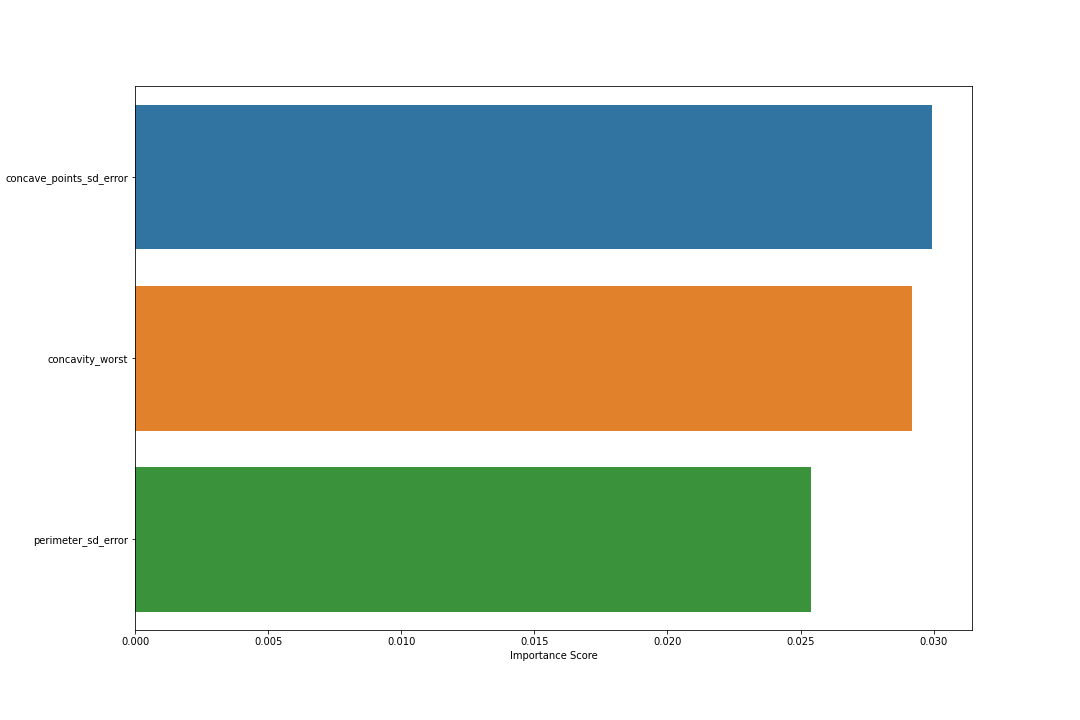 concave_points_sd_error
concavity_worst
perimeter_sd_error
0.000 0.005 0.010 0.015 0.020 0.025 0.030
Importance Score